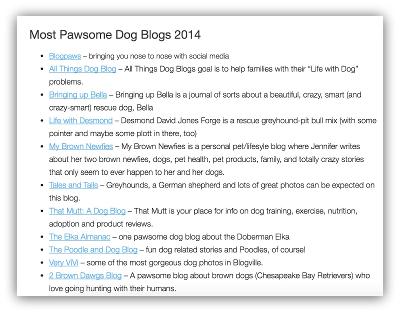 Most Pawsome Dog Blogs 2014
• Blogpaws – bringing you nose to nose with social media
• All Things Dog Blog – All Things Dog Blogs goal is to help families with their "Life with Dog"
problems.
• Bringing up Bella – Bringing up Bella is a journal of sorts about a beautiful, crazy, smart (and
crazy-smart) rescue dog, Bella
• Life with Desmond – Desmond David Jones Forge is a rescue greyhound-pit bull mix (with some
pointer and maybe some plott in there, too)
• My Brown Newfies – My Brown Newfies is a personal pet/lifesyle blog where Jennifer writes
about her two brown newfies, dogs, pet health, pet products, family, and totally crazy stories
that only seem to ever happen to her and her dogs.
• Tales and Tails – Greyhounds, a German shepherd and lots of great photos can be expected on
this blog.
• That Mutt: A Dog Blog – That Mutt is your place for info on dog training, exercise, nutrition,
adoption and product reviews.
• The Elka Almanac – one pawsome dog blog about the Doberman Elka
• The Poodle and Dog Blog – fun dog related stories and Poodles, of course!
• Very Vivi – some of the most gorgeous dog photos in Blogville.
• 2 Brown Dawgs Blog – A pawsome blog about brown dogs (Chesapeake Bay Retrievers) who
love going hunting with their humans.